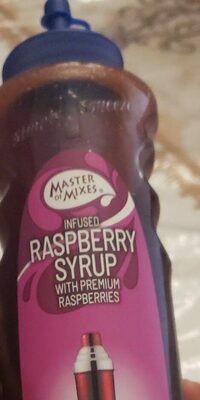 MASTER
OF MIXES®
INFUSED
RASPBERRY
SYRUP
WITH PREMIUM
RASPBERRIES